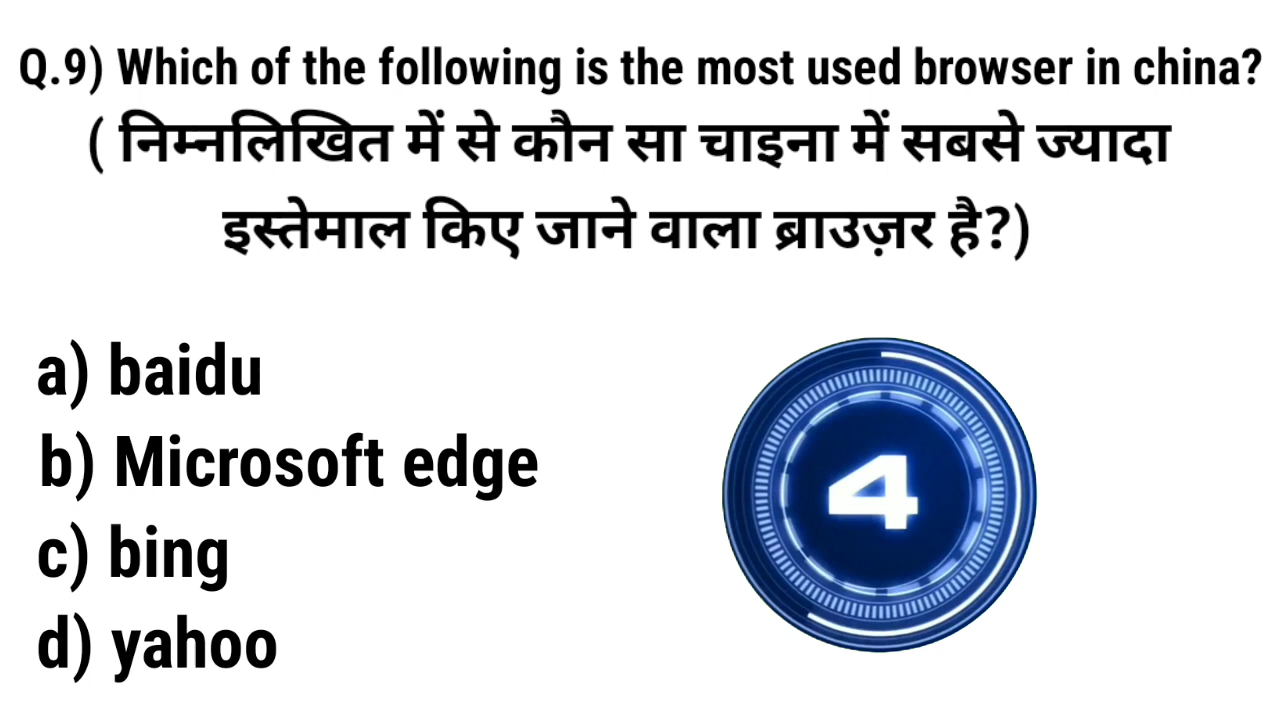 Q.9) Which of the following is the most used browser in china?
( निम्नलिखित में से कौन सा चाइना में सबसे ज्यादा
इस्तेमाल किए जाने वाला ब्राउज़र है?)
a) baidu
b) Microsoft edge
c) bing
d) yahoo
4